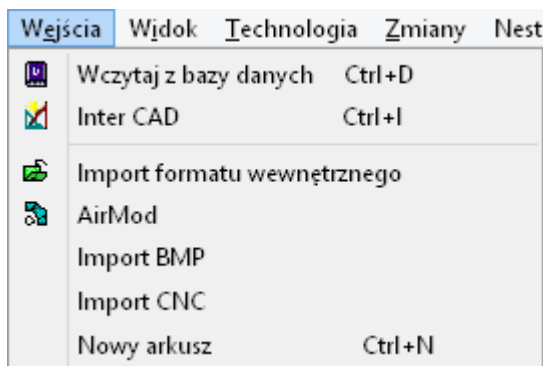 Wejścia Widok Technologia Zmiany Nest
Wczytaj z bazy danych Ctrl+D
Inter CAD Ctrl+I
Import formatu wewnętrznego
AirMod
Import BMP
Import CNC
Nowy arkusz Ctrl+N